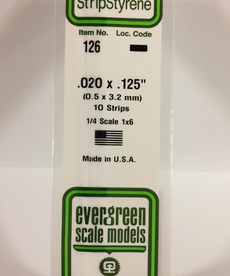 StripStyrene
Item No. Loc. Code
126
.020 x .125"
(0.5 x 3.2 mm)
10 Strips
1/4 Scale 1x6
Made in U.S.A.
evergreen
scale models